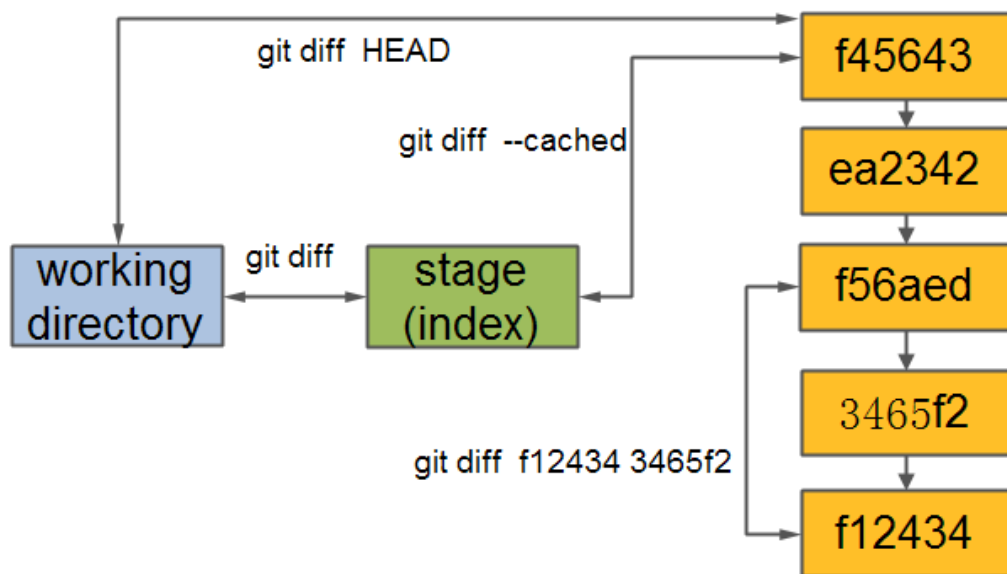 git diff HEAD
f45643
git diff --cached
ea2342
working
directory
git diff
stage
(index)
f56aed
3465f2
git diff f12434 3465f2
f12434